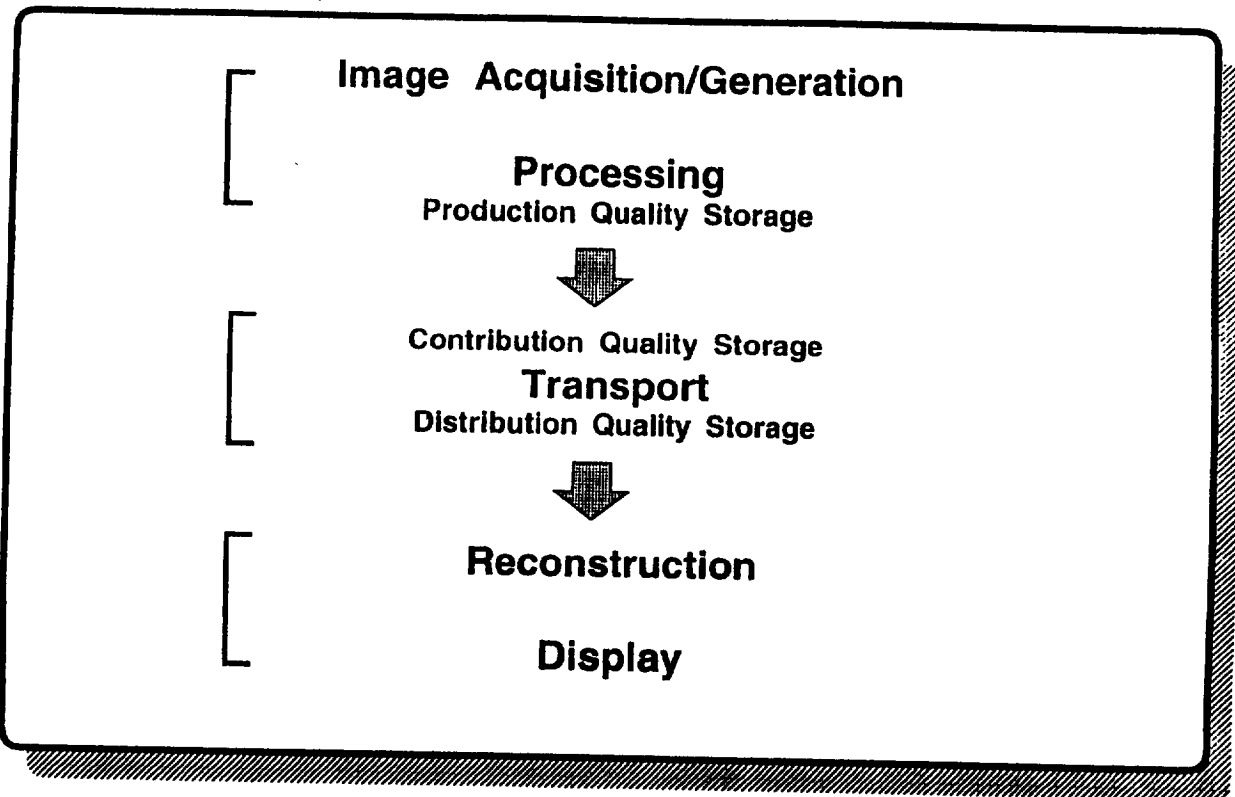 Image Acquisition/Generation
Processing
Production Quality Storage
Contribution Quality Storage
Transport
Distribution Quality Storage
Reconstruction
Display